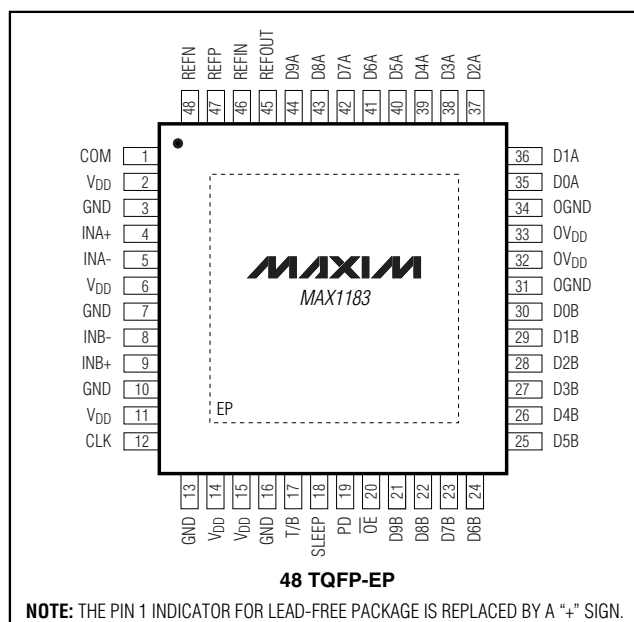 REFN
REFP
REFIN
REFOUT
D9A
D8A
D7A
D6A
D5A
D4A
D3A
D2A
48
47
46
45
44
43
42
41
40
39
38
37
COM 1
VDD 2
GND 3
INA+ 4
INA- 5
VDD 6
GND 7
INB- 8
INB+ 9
GND 10
VDD 11
CLK 12
MAXIM
MAX1183
EP
36 D1A
35 D0A
34 OGND
33 OVDD
32 OVDD
31 OGND
30 D0B
29 D1B
28 D2B
27 D3B
26 D4B
25 D5B
13
14
15
16
17
18
19
20
21
22
23
24
GND
VDD
VDD
GND
T/B
SLEEP
PD
O̅E̅
D9B
D8B
D7B
D6B
48 TQFP-EP
NOTE: THE PIN 1 INDICATOR FOR LEAD-FREE PACKAGE IS REPLACED BY A “+” SIGN.